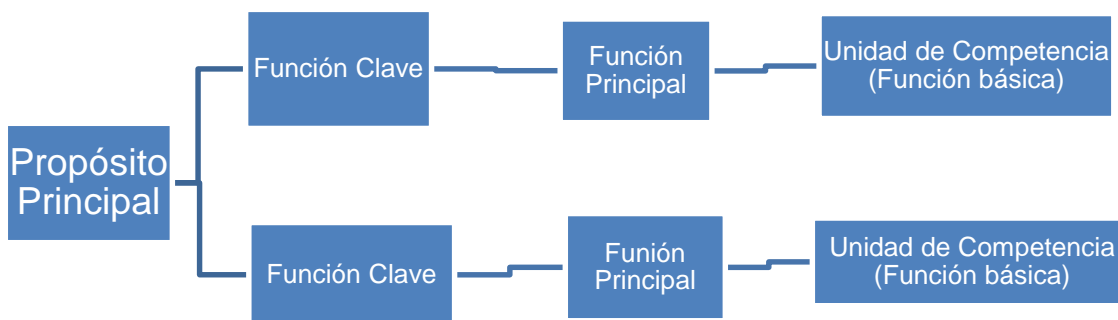 Propósito
Principal
Función Clave
Función
Principal
Unidad de Competencia
(Función básica)
Función Clave
Funión
Principal
Unidad de Competencia
(Función básica)